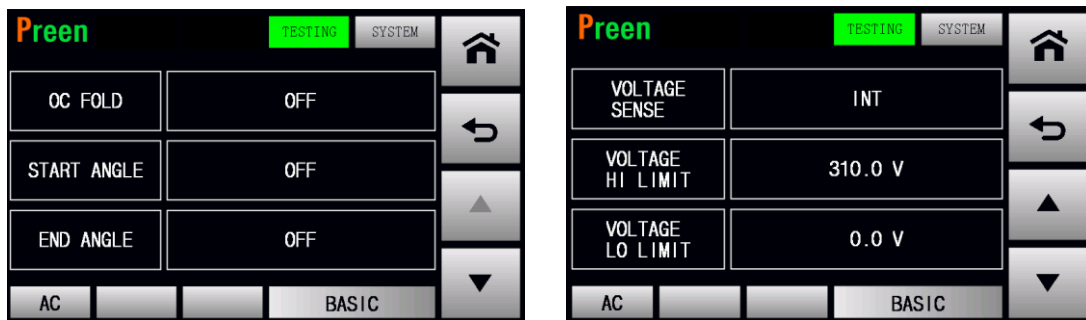 Preen TESTING SYSTEM
OC FOLD OFF
START ANGLE OFF
END ANGLE OFF
AC BASIC
Preen TESTING SYSTEM
VOLTAGE
SENSE
INT
VOLTAGE
HI LIMIT
310.0 V
VOLTAGE
LO LIMIT
0.0 V
AC BASIC